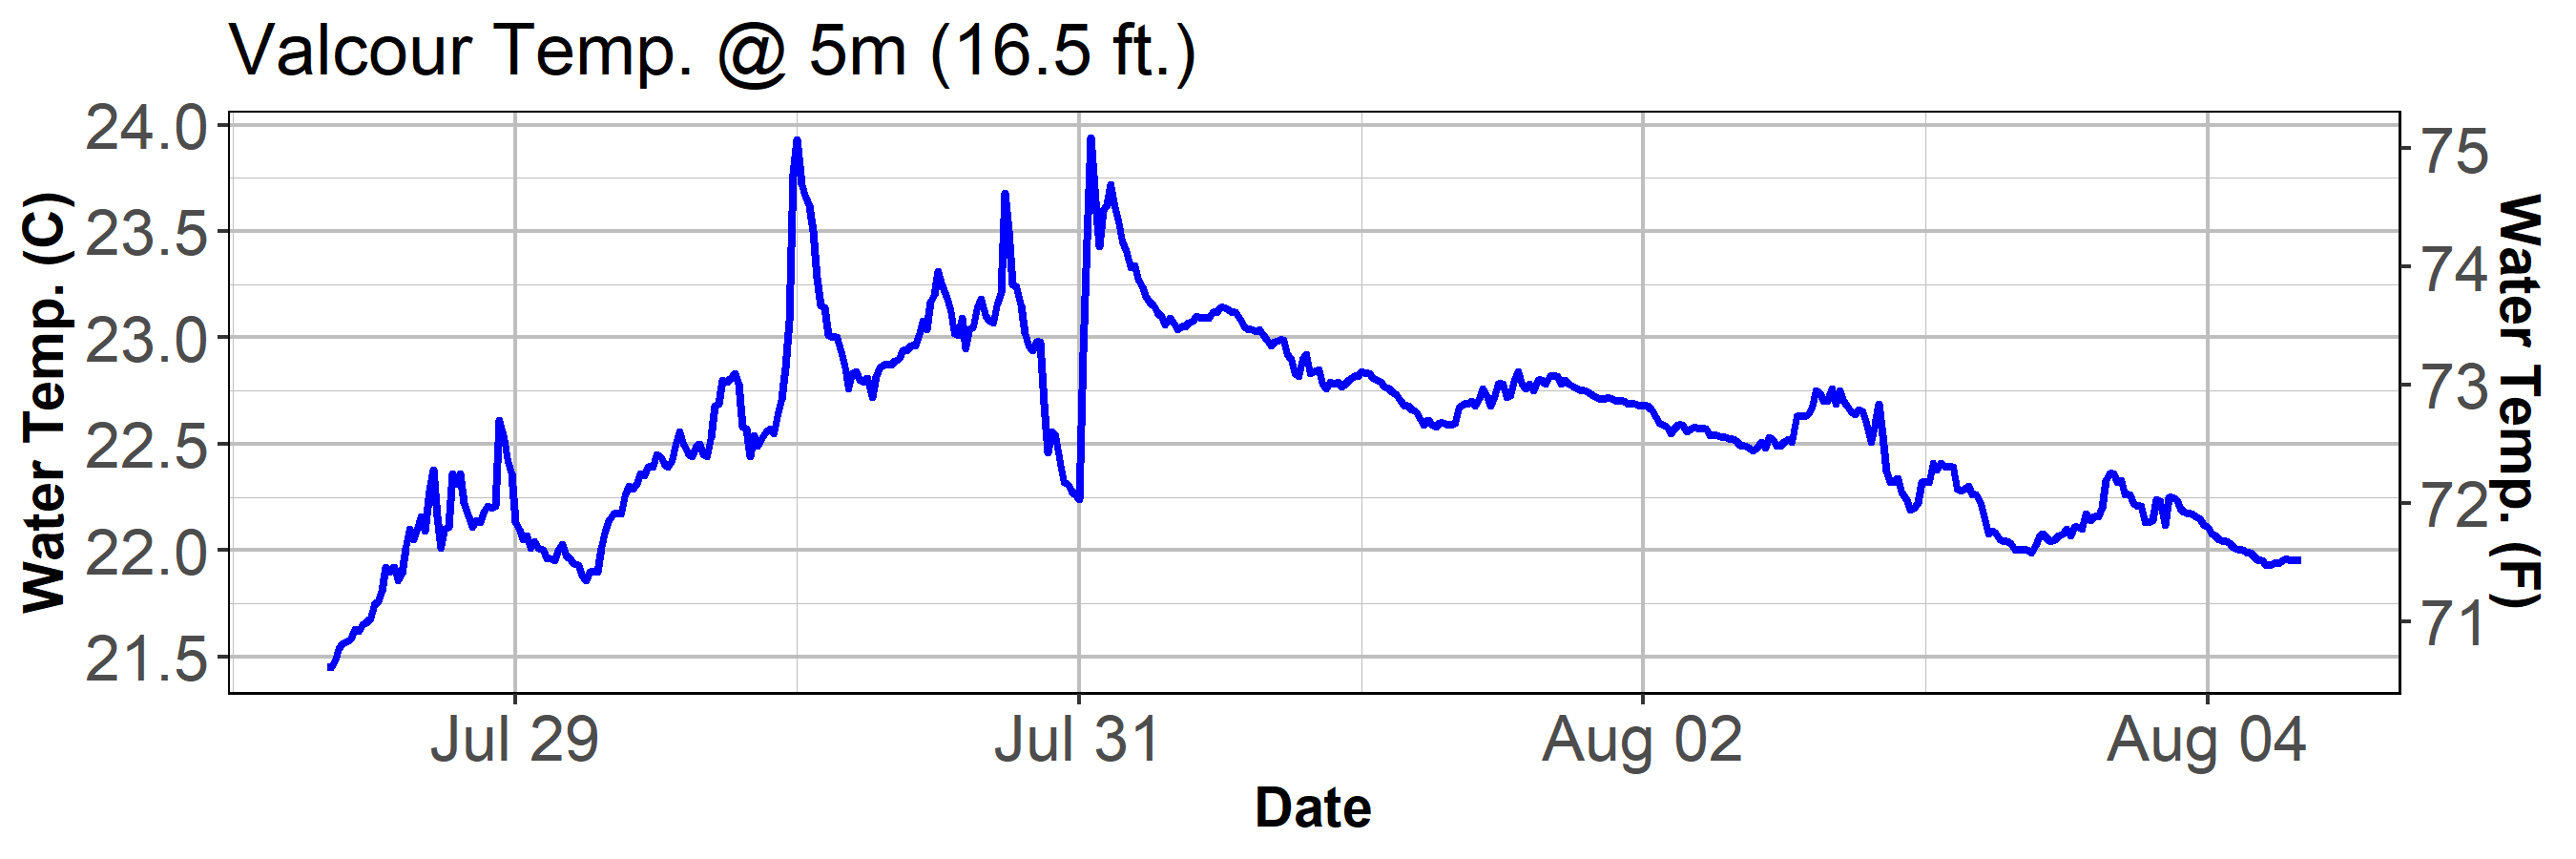 Valcour Temp. @ 5m (16.5 ft.)
Water Temp. (C)
24.0
23.5
23.0
22.5
22.0
21.5
75
74
73
72
71
Water Temp. (F)
Jul 29 Jul 31 Aug 02 Aug 04
Date